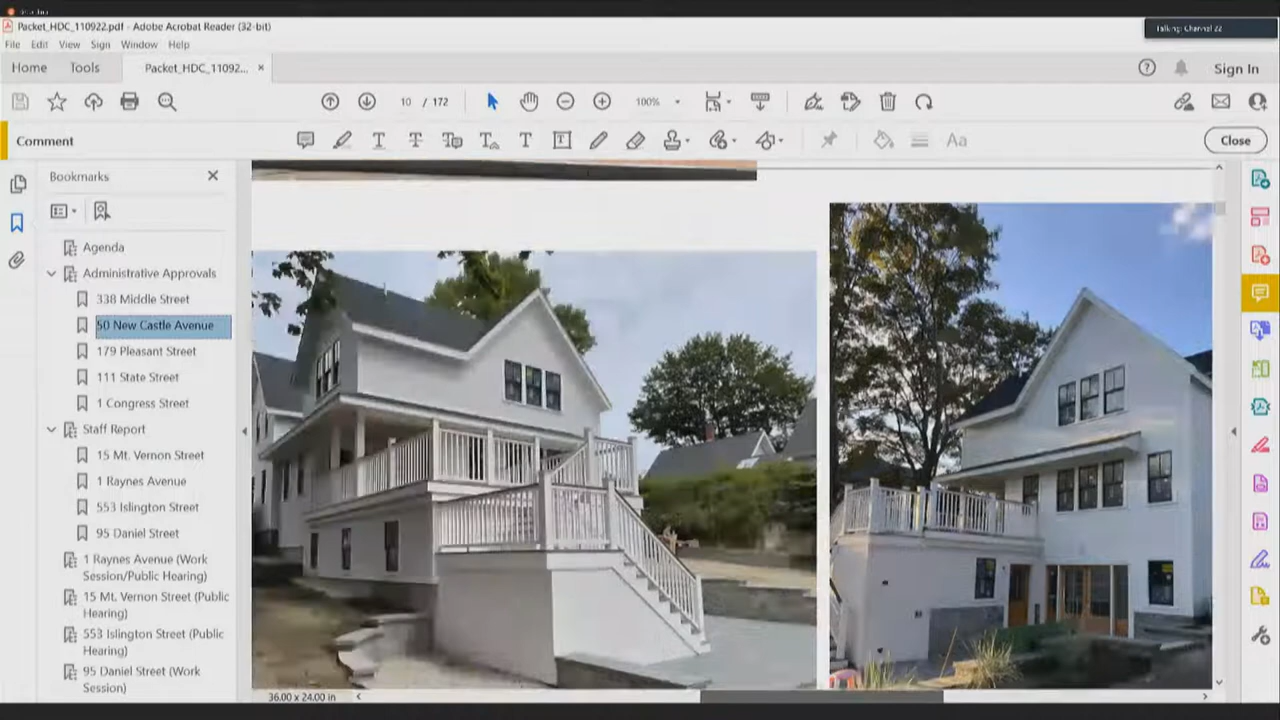 Packet_HDC_110922.pdf - Adobe Acrobat Reader (32-bit)
Talking: Channel 22
File Edit View Sign Window Help
Home Tools Packet_HDC_11092... × Sign In
10 / 172 100%
Comment Close
Aa
Bookmarks
Agenda
Administrative Approvals
338 Middle Street
50 New Castle Avenue
179 Pleasant Street
111 State Street
1 Congress Street
Staff Report
15 Mt. Vernon Street
1 Raynes Avenue
553 Islington Street
95 Daniel Street
1 Raynes Avenue (Work
Session/Public Hearing)
15 Mt. Vernon Street (Public
Hearing)
553 Islington Street (Public
Hearing)
95 Daniel Street (Work
Session)
36.00 x 24.00 in